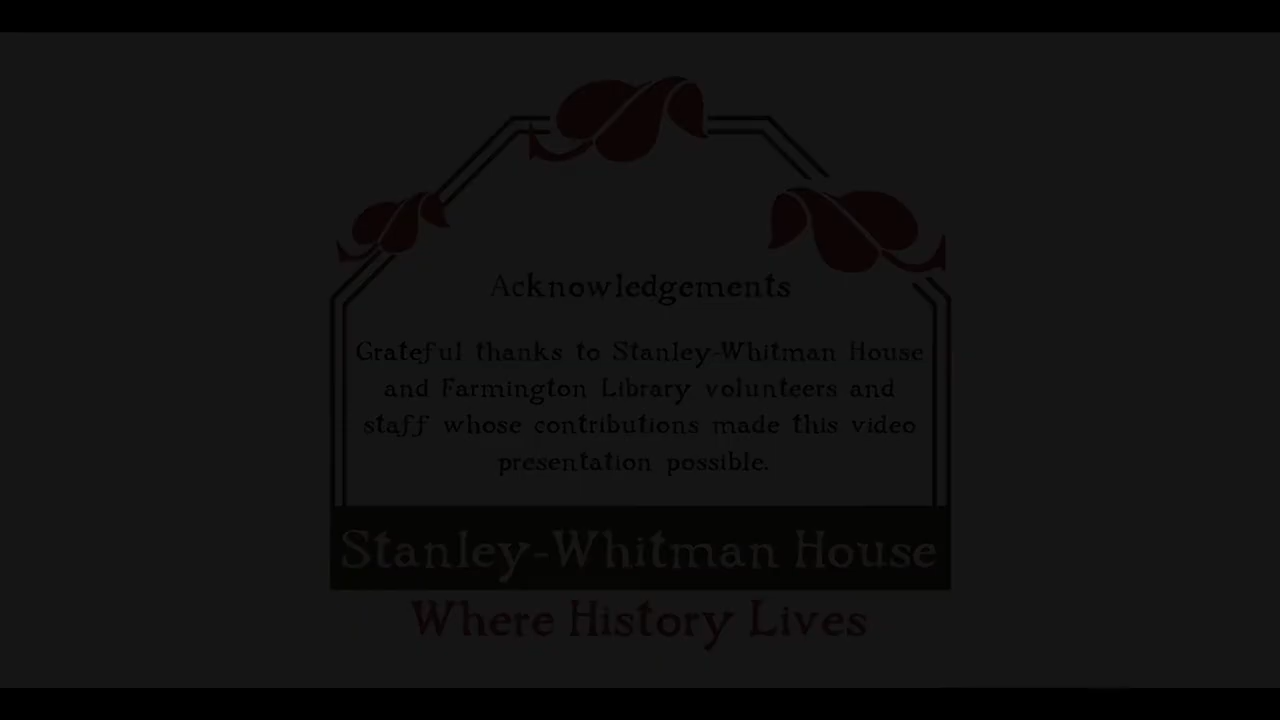 Acknowledgements
Grateful thanks to Stanley-Whitman House
and Farmington Library volunteers and
staff whose contributions made this video
presentation possible.
Stanley-Whitman House
Where History Lives